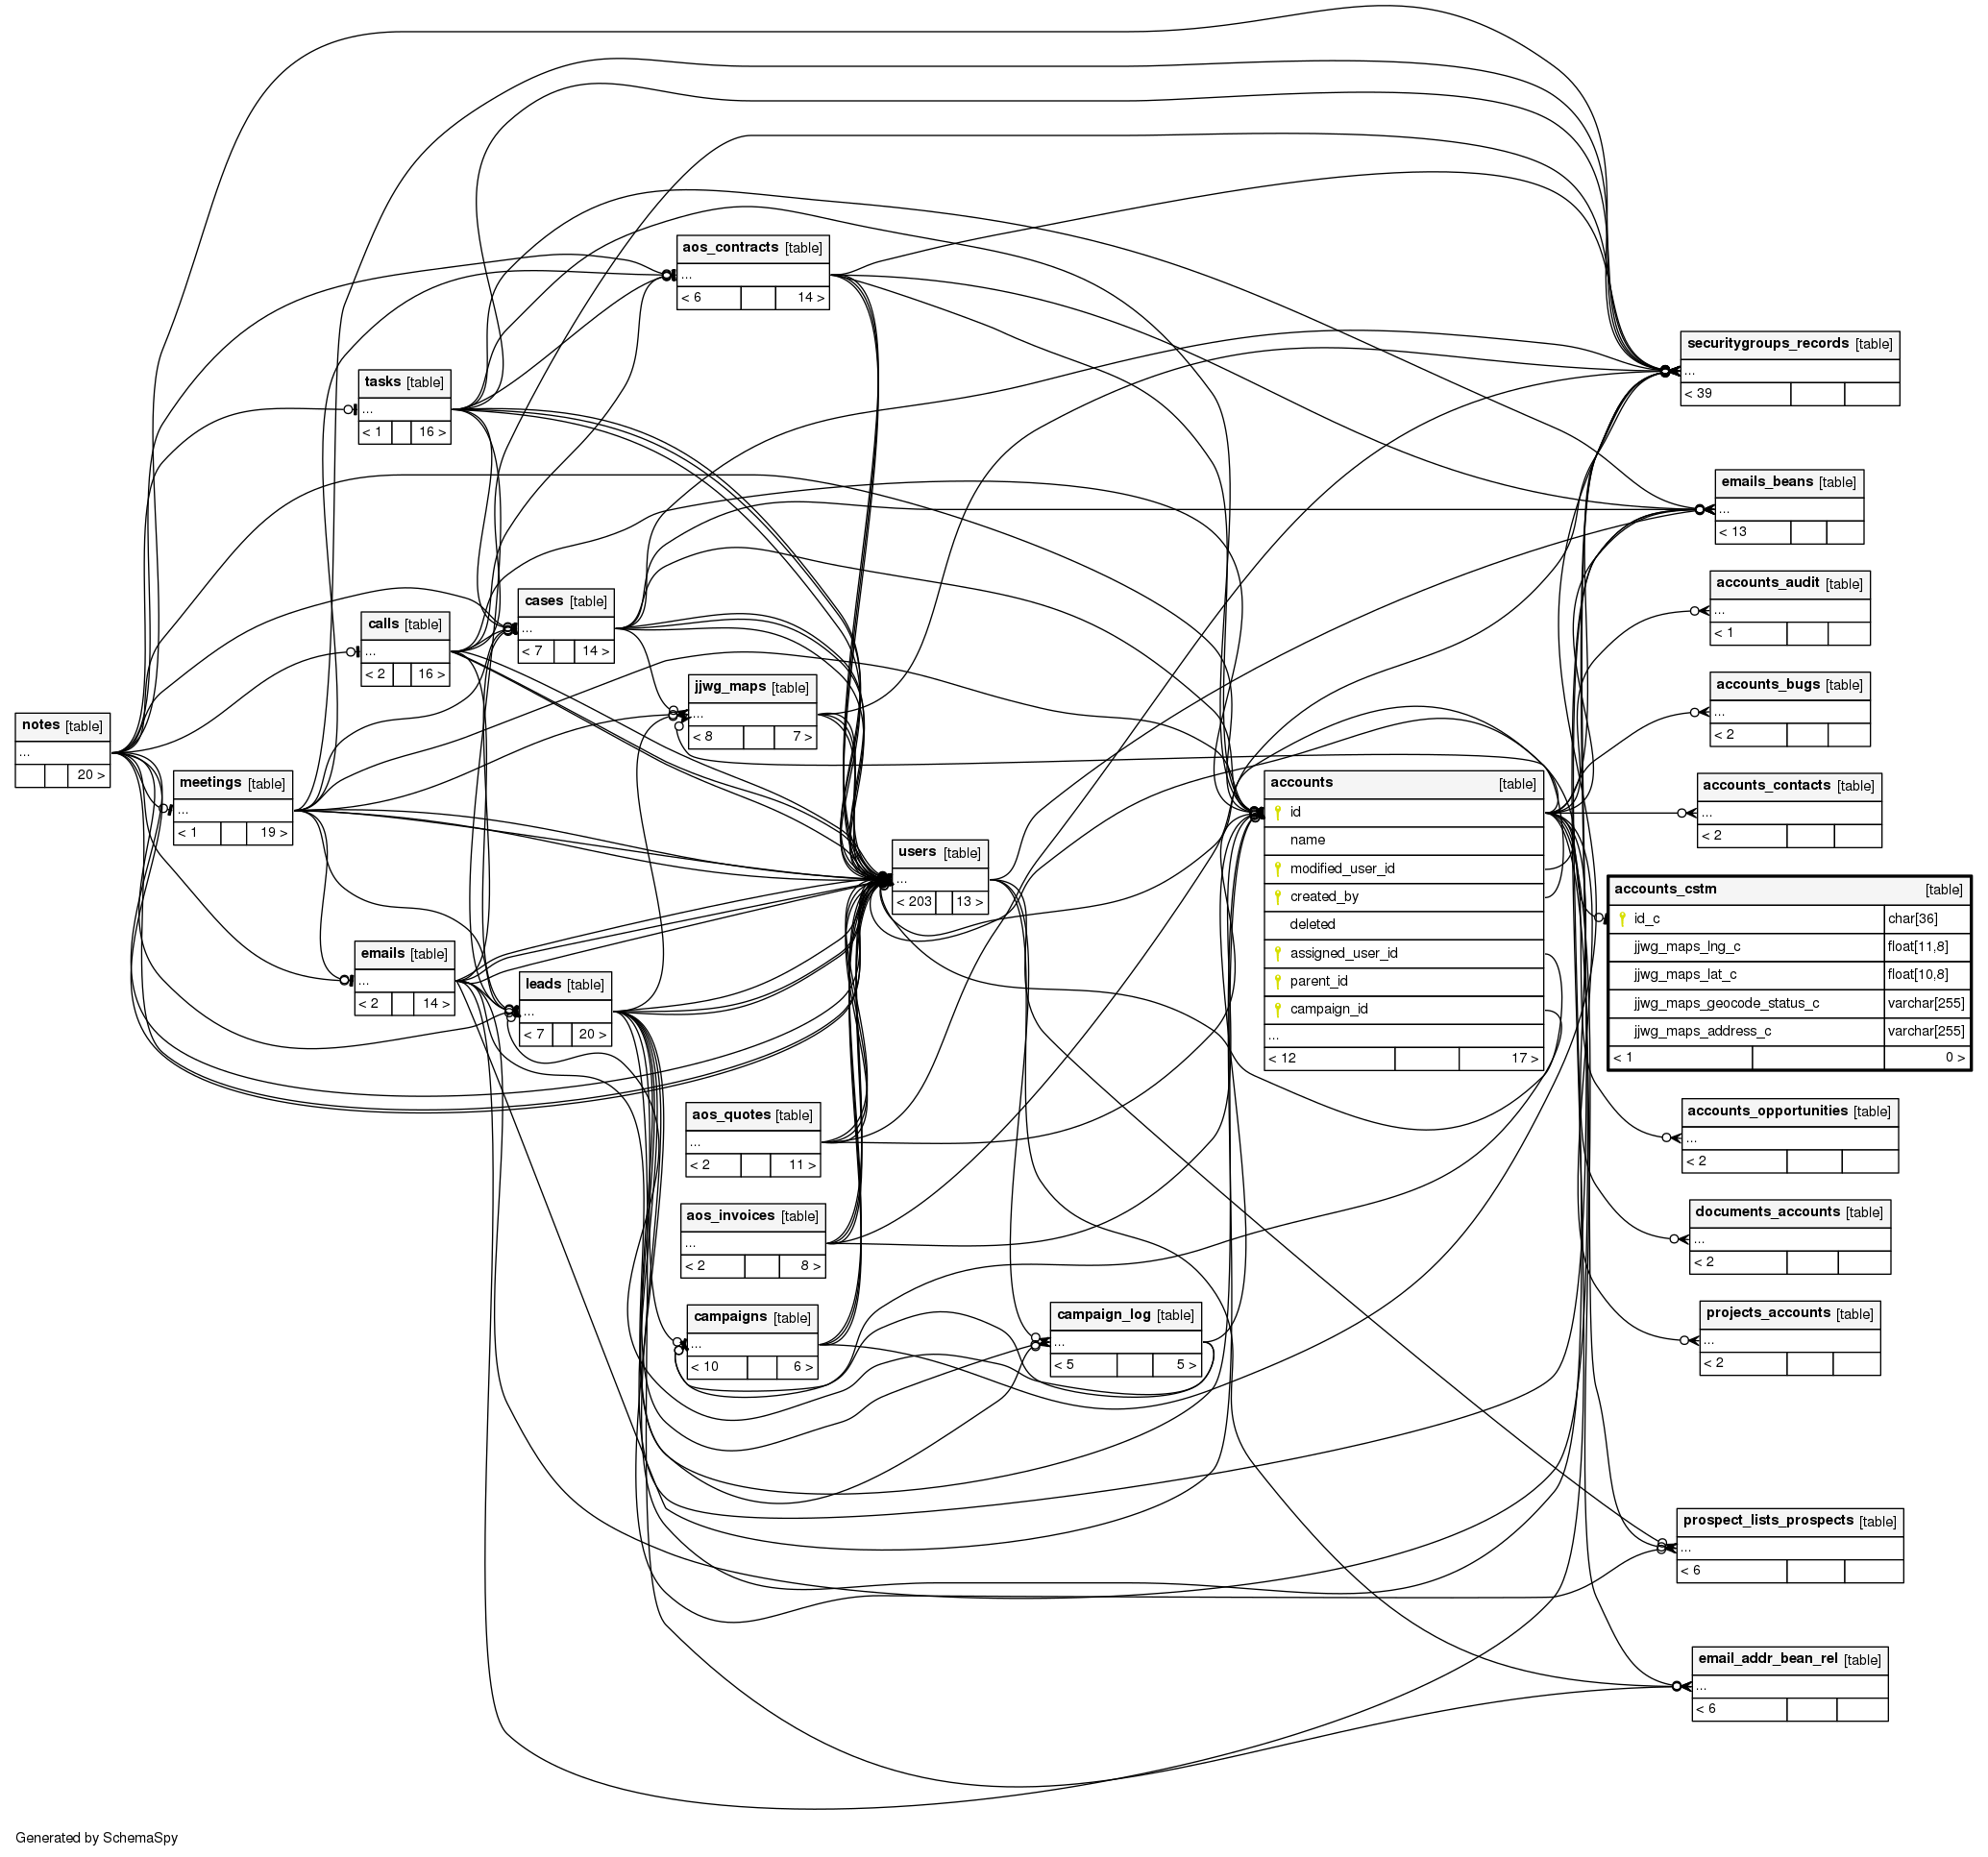 aos_contracts [table]
...
< 6 14 >
securitygroups_records [table]
...
< 39
tasks [table]
...
< 1 16 >
emails_beans [table]
...
< 13
accounts_audit [table]
...
< 1
cases [table]
...
< 7 14 >
calls [table]
...
< 2 16 >
jjwg_maps [table]
...
< 8 7 >
accounts_bugs [table]
...
< 2
notes [table]
...
20 >
meetings [table]
...
< 1 19 >
accounts [table]
id
name
modified_user_id
created_by
deleted
assigned_user_id
parent_id
campaign_id
...
< 12 17 >
accounts_contacts [table]
...
< 2
users [table]
...
< 203 13 >
accounts_cstm [table]
id_c char[36]
jjwg_maps_lng_c float[11,8]
jjwg_maps_lat_c float[10,8]
jjwg_maps_geocode_status_c varchar[255]
jjwg_maps_address_c varchar[255]
< 1 0 >
emails [table]
...
< 2 14 >
leads [table]
...
< 7 20 >
aos_quotes [table]
...
< 2 11 >
accounts_opportunities [table]
...
< 2
aos_invoices [table]
...
< 2 8 >
documents_accounts [table]
...
< 2
campaigns [table]
...
< 10 6 >
campaign_log [table]
...
< 5 5 >
projects_accounts [table]
...
< 2
prospect_lists_prospects [table]
...
< 6
email_addr_bean_rel [table]
...
< 6
Generated by SchemaSpy